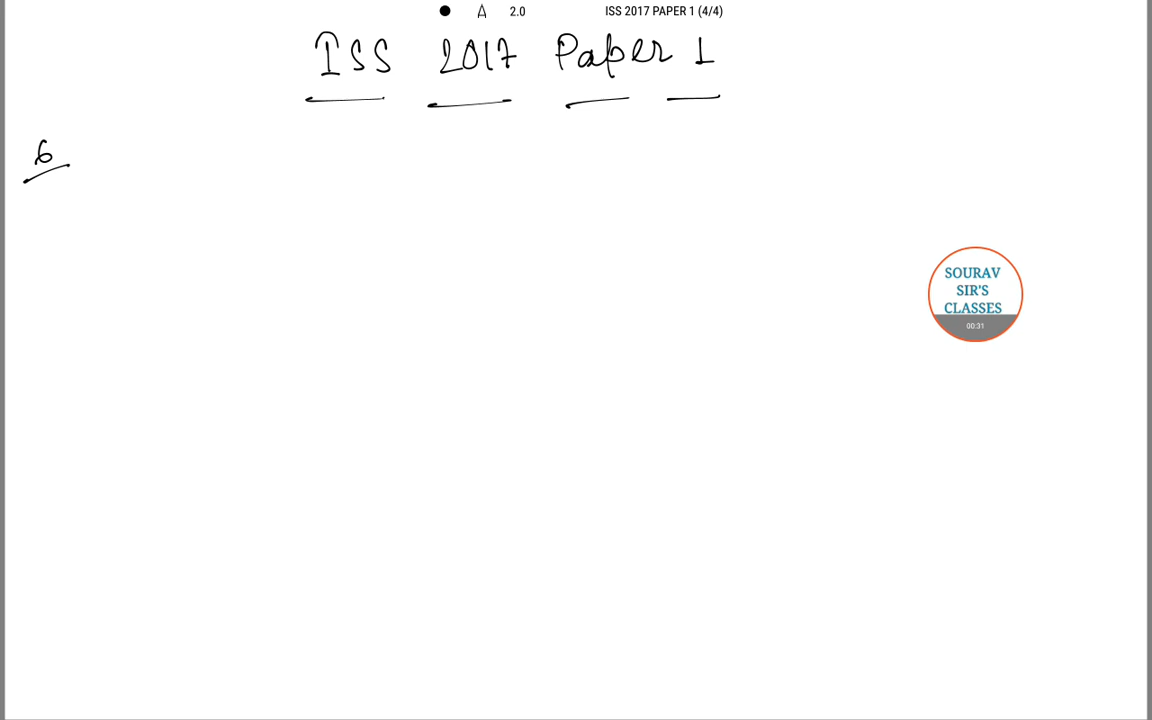 2.0 ISS 2017 PAPER 1 (4/4)
ISS 2017 Paper 1
6
SOURAV
SIR'S
CLASSES
00:31